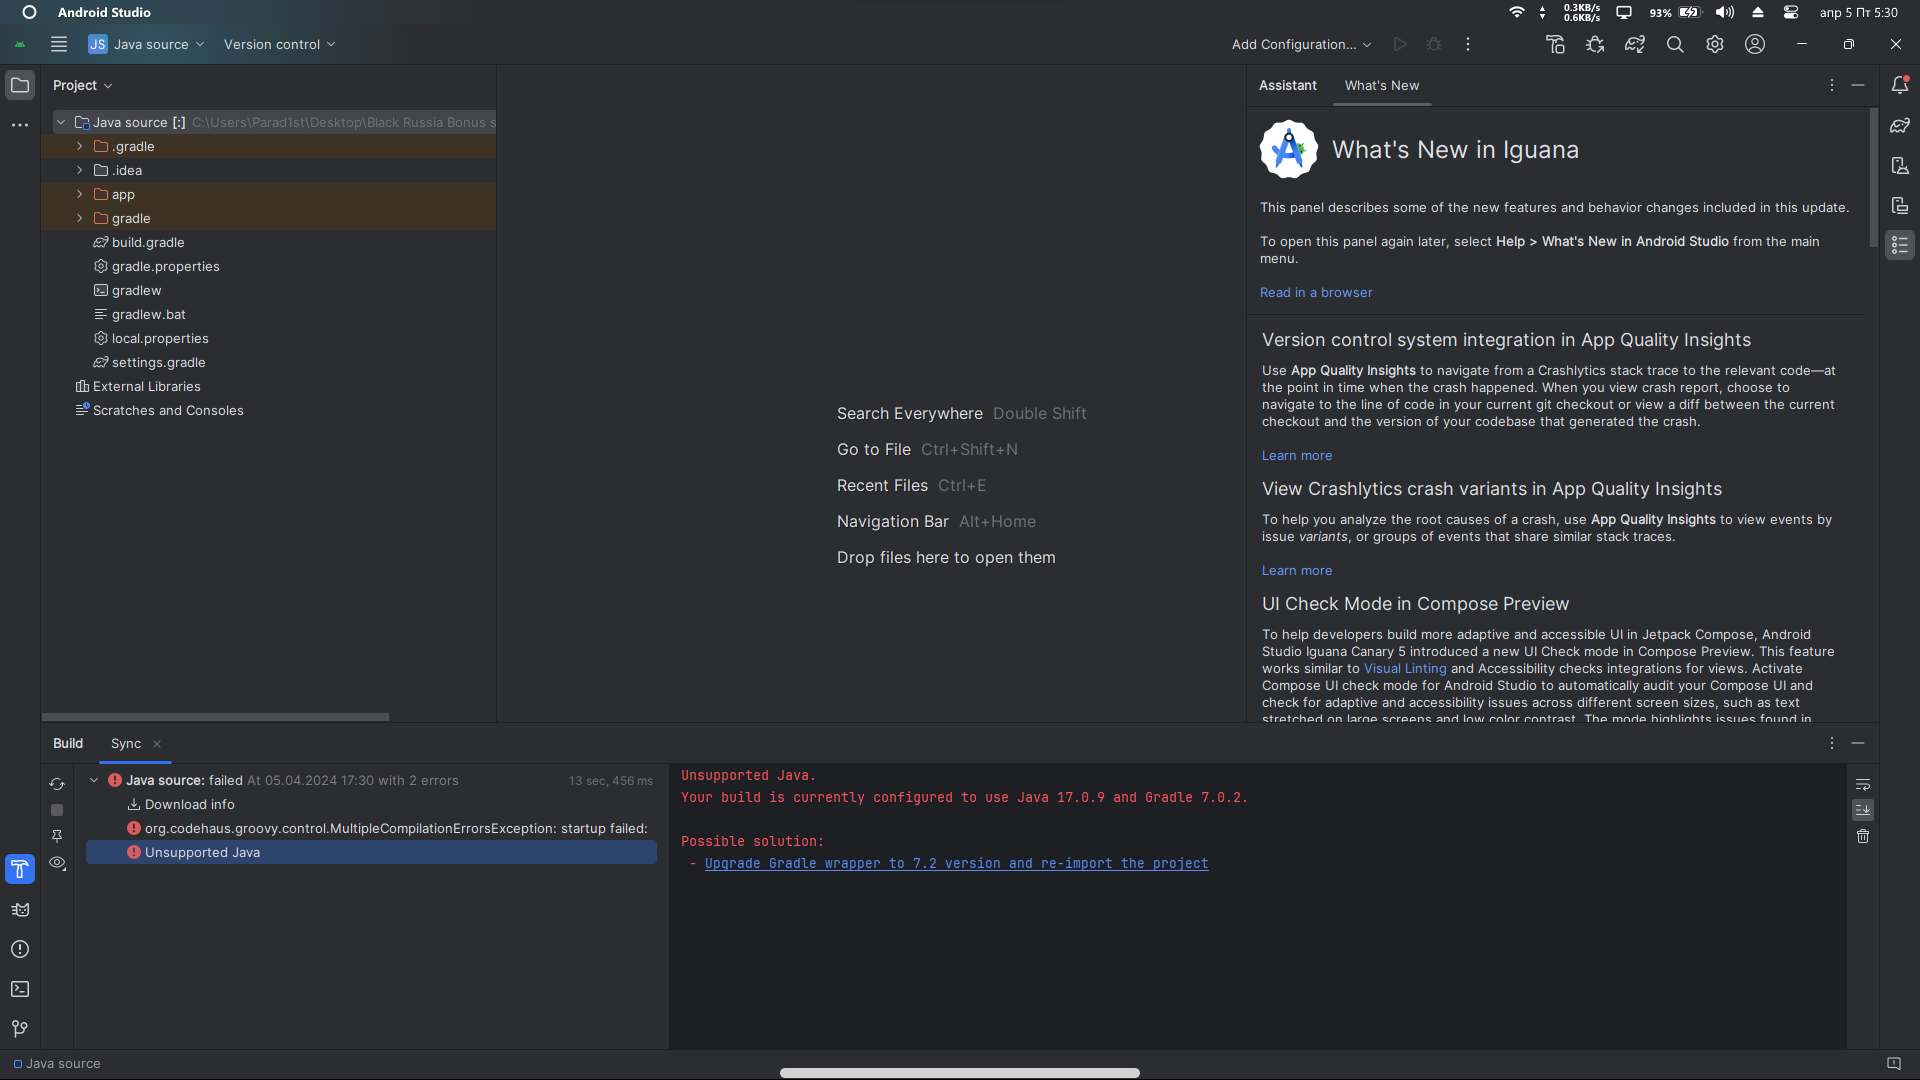 Android Studio
0.3KB/s
0.6KB/s
93%
апр 5 Пт 5:30
JS Java source
Version control
Add Configuration...
Project
Java source [:] C:\Users\Parad1st\Desktop\Black Russia Bonus s
.gradle
.idea
app
gradle
build.gradle
gradle.properties
gradlew
gradlew.bat
local.properties
settings.gradle
External Libraries
Scratches and Consoles
Search Everywhere Double Shift
Go to File Ctrl+Shift+N
Recent Files Ctrl+E
Navigation Bar Alt+Home
Drop files here to open them
Assistant What's New
What's New in Iguana
This panel describes some of the new features and behavior changes included in this update.
To open this panel again later, select Help > What's New in Android Studio from the main
menu.
Read in a browser
Version control system integration in App Quality Insights
Use App Quality Insights to navigate from a Crashlytics stack trace to the relevant code—at
the point in time when the crash happened. When you view crash report, choose to
navigate to the line of code in your current git checkout or view a diff between the current
checkout and the version of your codebase that generated the crash.
Learn more
View Crashlytics crash variants in App Quality Insights
To help you analyze the root causes of a crash, use App Quality Insights to view events by
issue variants, or groups of events that share similar stack traces.
Learn more
UI Check Mode in Compose Preview
To help developers build more adaptive and accessible UI in Jetpack Compose, Android
Studio Iguana Canary 5 introduced a new UI Check mode in Compose Preview. This feature
works similar to Visual Linting and Accessibility checks integrations for views. Activate
Compose UI check mode for Android Studio to automatically audit your Compose UI and
check for adaptive and accessibility issues across different screen sizes, such as text
stretched on large screens and low color contrast. The mode highlights issues found in
Build Sync
Java source: failed At 05.04.2024 17:30 with 2 errors 13 sec, 456 ms
Download info
org.codehaus.groovy.control.MultipleCompilationErrorsException: startup failed:
Unsupported Java
Unsupported Java.
Your build is currently configured to use Java 17.0.9 and Gradle 7.0.2.
Possible solution:
- Upgrade Gradle wrapper to 7.2 version and re-import the project
Java source